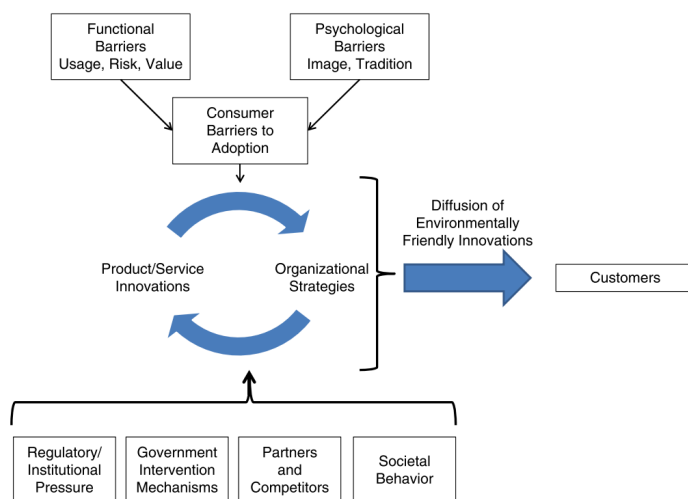 Functional
Barriers
Usage, Risk, Value
Psychological
Barriers
Image, Tradition
Consumer
Barriers to
Adoption
Product/Service
Innovations
Organizational
Strategies
Diffusion of
Environmentally
Friendly Innovations
Customers
Regulatory/
Institutional
Pressure
Government
Intervention
Mechanisms
Partners
and
Competitors
Societal
Behavior